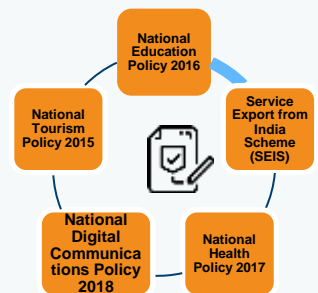 National
Education
Policy 2016
Service
Export from
India
Scheme
(SEIS)
National
Health
Policy 2017
National
Digital
Communica
tions Policy
2018
National
Tourism
Policy 2015